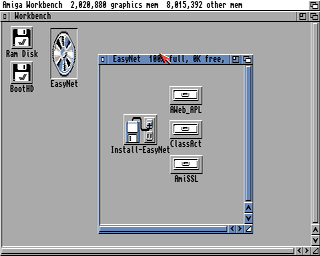 Amiga Workbench 2,020,880 graphics mem 8,015,392 other mem
Workbench
Ram Disk
BootHD
EasyNet
EasyNet 100% full, 0K free,
AWeb_APL
Install-EasyNet
ClassAct
AmiSSL